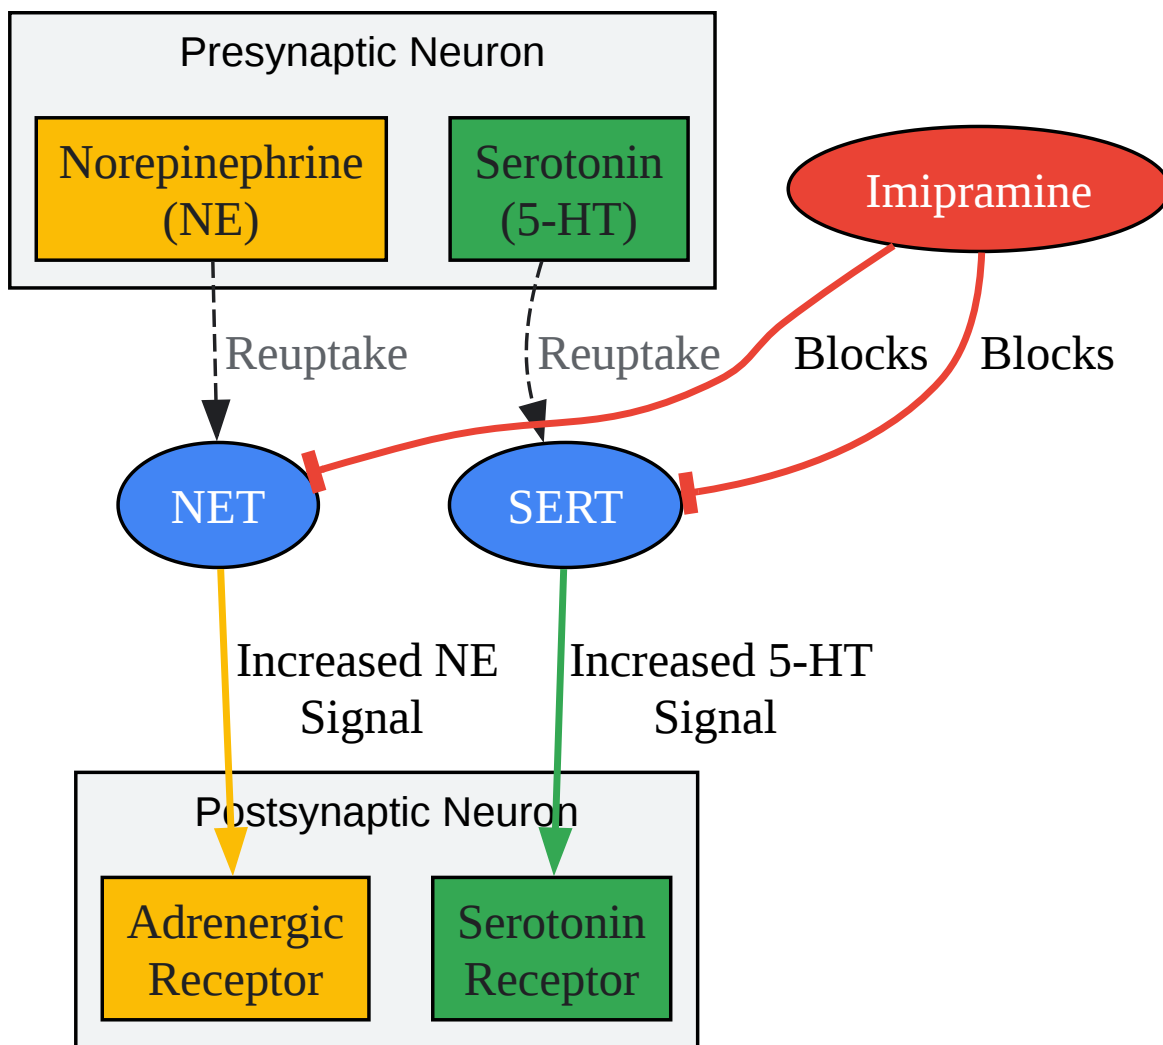 Presynaptic Neuron
Norepinephrine
(NE)
Serotonin
(5-HT)
Imipramine
Reuptake
Reuptake
Blocks
Blocks
NET
SERT
Increased NE
Signal
Increased 5-HT
Signal
Postsynaptic Neuron
Adrenergic
Receptor
Serotonin
Receptor